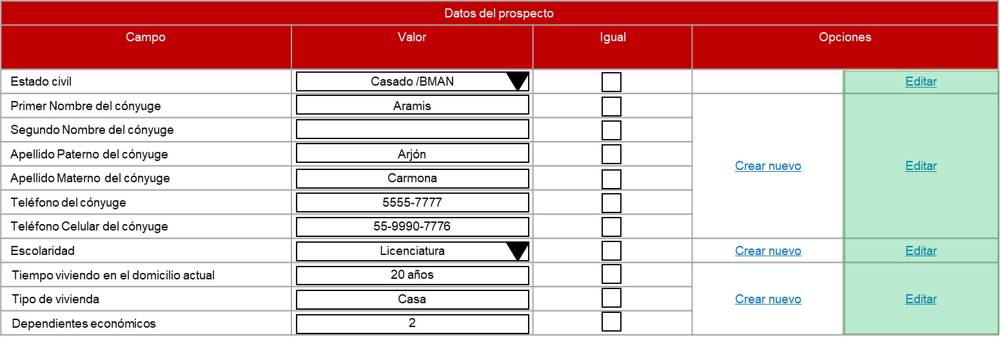 Datos del prospecto
Campo Valor Igual Opciones
Estado civil Casado /BMAN Editar
Primer Nombre del cónyuge Aramis
Segundo Nombre del cónyuge
Apellido Paterno del cónyuge Arjón
Crear nuevo Editar
Apellido Materno del cónyuge Carmona
Teléfono del cónyuge 5555-7777
Teléfono Celular del cónyuge 55-9990-7776
Escolaridad Licenciatura Crear nuevo Editar
Tiempo viviendo en el domicilio actual 20 años
Tipo de vivienda Casa Crear nuevo Editar
Dependientes económicos 2